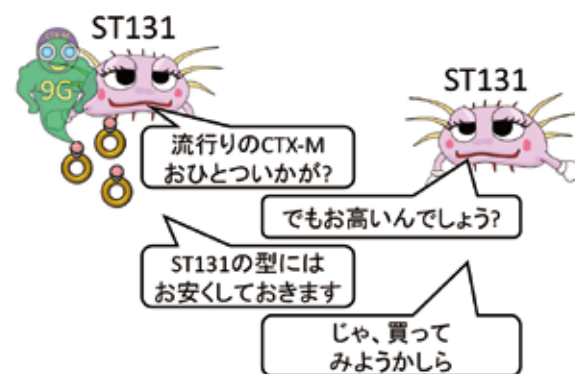 ST131
CTX-M
9G
ST131
流行りのCTX-M
おひとついかが?
でもお高いんでしょう?
ST131の型には
お安くしておきます
じゃ、買って
みようかしら